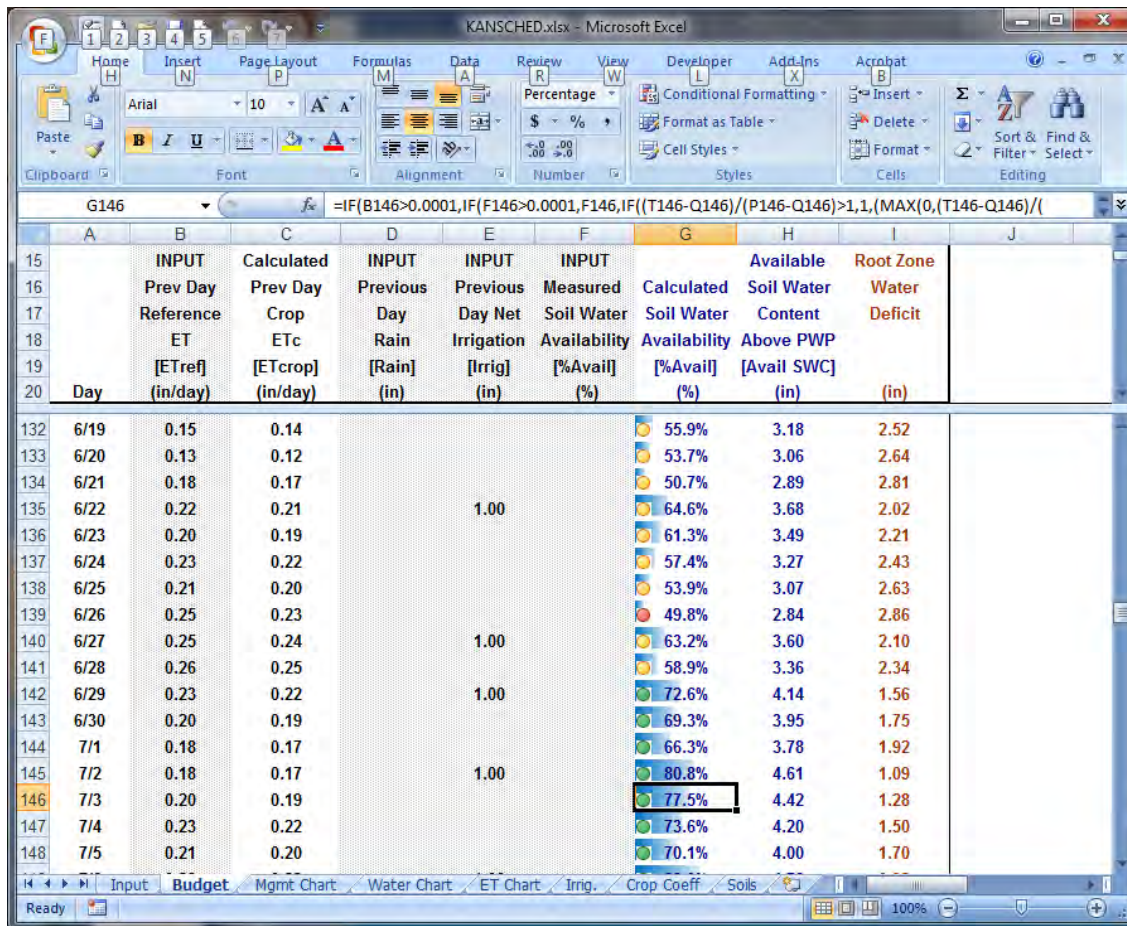 KANSCHED.xlsx - Microsoft Excel
1 2 3 4 5 6 7
F
Home Insert Page Layout Formulas Data Review View Developer Add-Ins Acrobat
H N P M A R W L X B
Paste
Arial 10 A A
B I U A
Percentage
$ % ,
.0 .00 .00 .0
Conditional Formatting
Format as Table
Cell Styles
Insert
Delete
Format
Σ
Sort & Filter
Find & Select
Clipboard Font Alignment Number Styles Cells Editing
G146 fx =IF(B146>0.0001,IF(F146>0.0001,F146,IF((T146-Q146)/(P146-Q146)>1,1,(MAX(0,(T146-Q146)/(
A B C D E F G H I J
15 INPUT Calculated INPUT INPUT INPUT Available Root Zone
16 Prev Day Prev Day Previous Previous Measured Calculated Soil Water Water
17 Reference Crop Day Day Net Soil Water Soil Water Content Deficit
18 ET ETc Rain Irrigation Availability Availability Above PWP
19 [ETref] [ETcrop] [Rain] [Irrig] [%Avail] [%Avail] [Avail SWC]
20 Day (in/day) (in/day) (in) (in) (%) (%) (in) (in)
132 6/19 0.15 0.14 55.9% 3.18 2.52
133 6/20 0.13 0.12 53.7% 3.06 2.64
134 6/21 0.18 0.17 50.7% 2.89 2.81
135 6/22 0.22 0.21 1.00 64.6% 3.68 2.02
136 6/23 0.20 0.19 61.3% 3.49 2.21
137 6/24 0.23 0.22 57.4% 3.27 2.43
138 6/25 0.21 0.20 53.9% 3.07 2.63
139 6/26 0.25 0.23 49.8% 2.84 2.86
140 6/27 0.25 0.24 1.00 63.2% 3.60 2.10
141 6/28 0.26 0.25 58.9% 3.36 2.34
142 6/29 0.23 0.22 1.00 72.6% 4.14 1.56
143 6/30 0.20 0.19 69.3% 3.95 1.75
144 7/1 0.18 0.17 66.3% 3.78 1.92
145 7/2 0.18 0.17 1.00 80.8% 4.61 1.09
146 7/3 0.20 0.19 77.5% 4.42 1.28
147 7/4 0.23 0.22 73.6% 4.20 1.50
148 7/5 0.21 0.20 70.1% 4.00 1.70
Input Budget Mgmt Chart Water Chart ET Chart Irrig. Crop Coeff Soils
Ready 100%